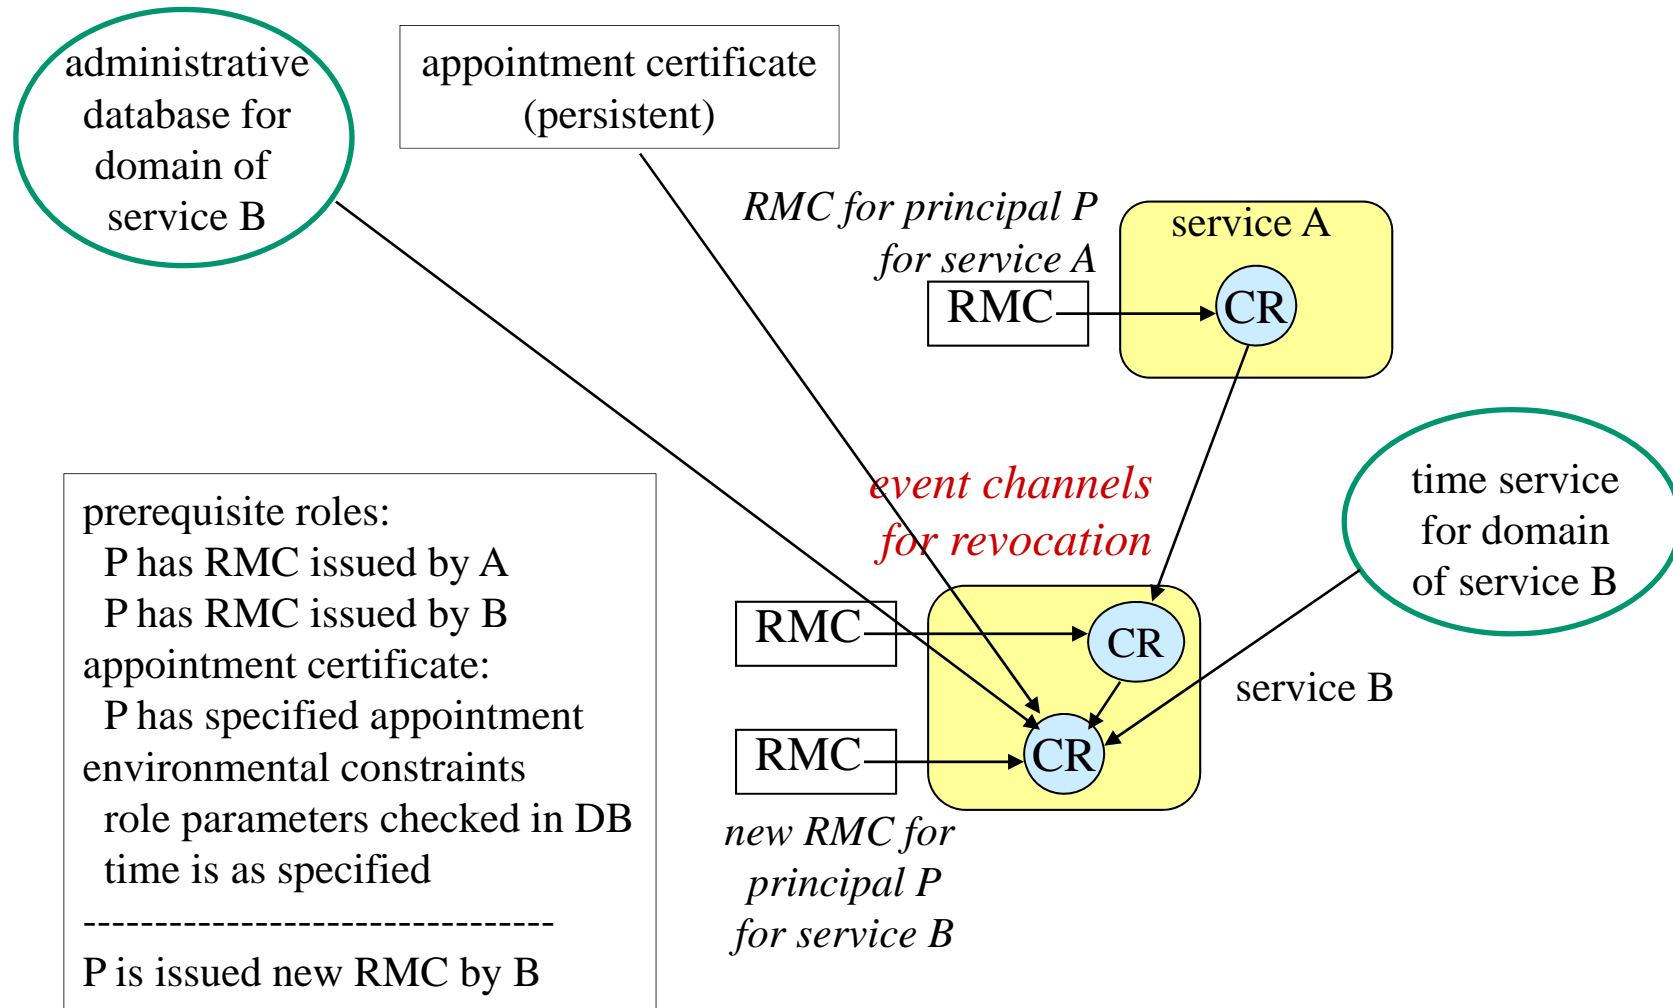 administrative
database for
domain of
service B
appointment certificate
(persistent)
RMC for principal P
for service A
RMC
service A
CR
event channels
for revocation
time service
for domain
of service B
prerequisite roles:
P has RMC issued by A
P has RMC issued by B
appointment certificate:
P has specified appointment
environmental constraints
role parameters checked in DB
time is as specified
---------------------------------
P is issued new RMC by B
RMC
CR
service B
RMC
CR
new RMC for
principal P
for service B